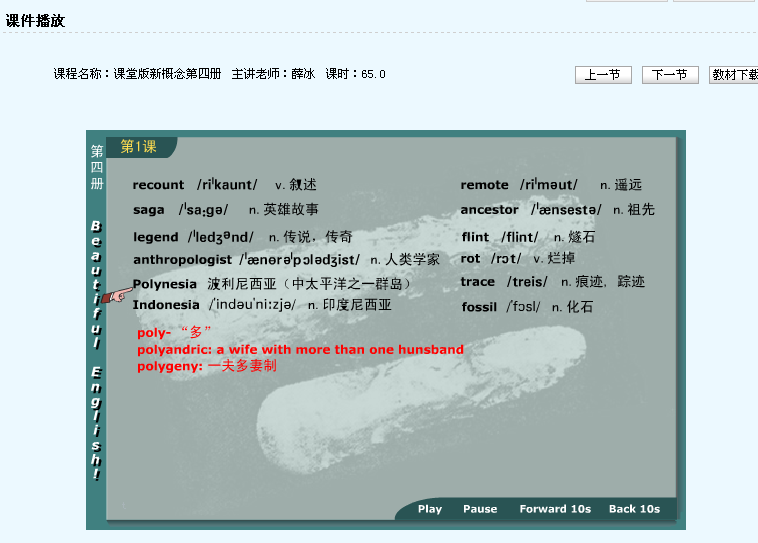 课件播放
课程名称：课堂版新概念第四册 主讲老师：薛冰 课时：65.0
上一节 下一节 教材下载
第四册
Beautiful English!
第1课
recount /riˈkaunt/ v. 叙述
saga /ˈsa:gə/ n. 英雄故事
legend /ˈledʒənd/ n. 传说，传奇
anthropologist /ˈænθrəˈpɔlədʒist/ n. 人类学家
Polynesia 波利尼西亚（中太平洋之一群岛）
Indonesia /ˈindəuˈni:zjə/ n. 印度尼西亚
remote /riˈməut/ n. 遥远
ancestor /ˈænsestə/ n. 祖先
flint /flint/ n. 燧石
rot /rɔt/ v. 烂掉
trace /treis/ n. 痕迹，踪迹
fossil /ˈfɔsl/ n. 化石
poly- “多”
polyandric: a wife with more than one hunsband
polygeny: 一夫多妻制
Play Pause Forward 10s Back 10s